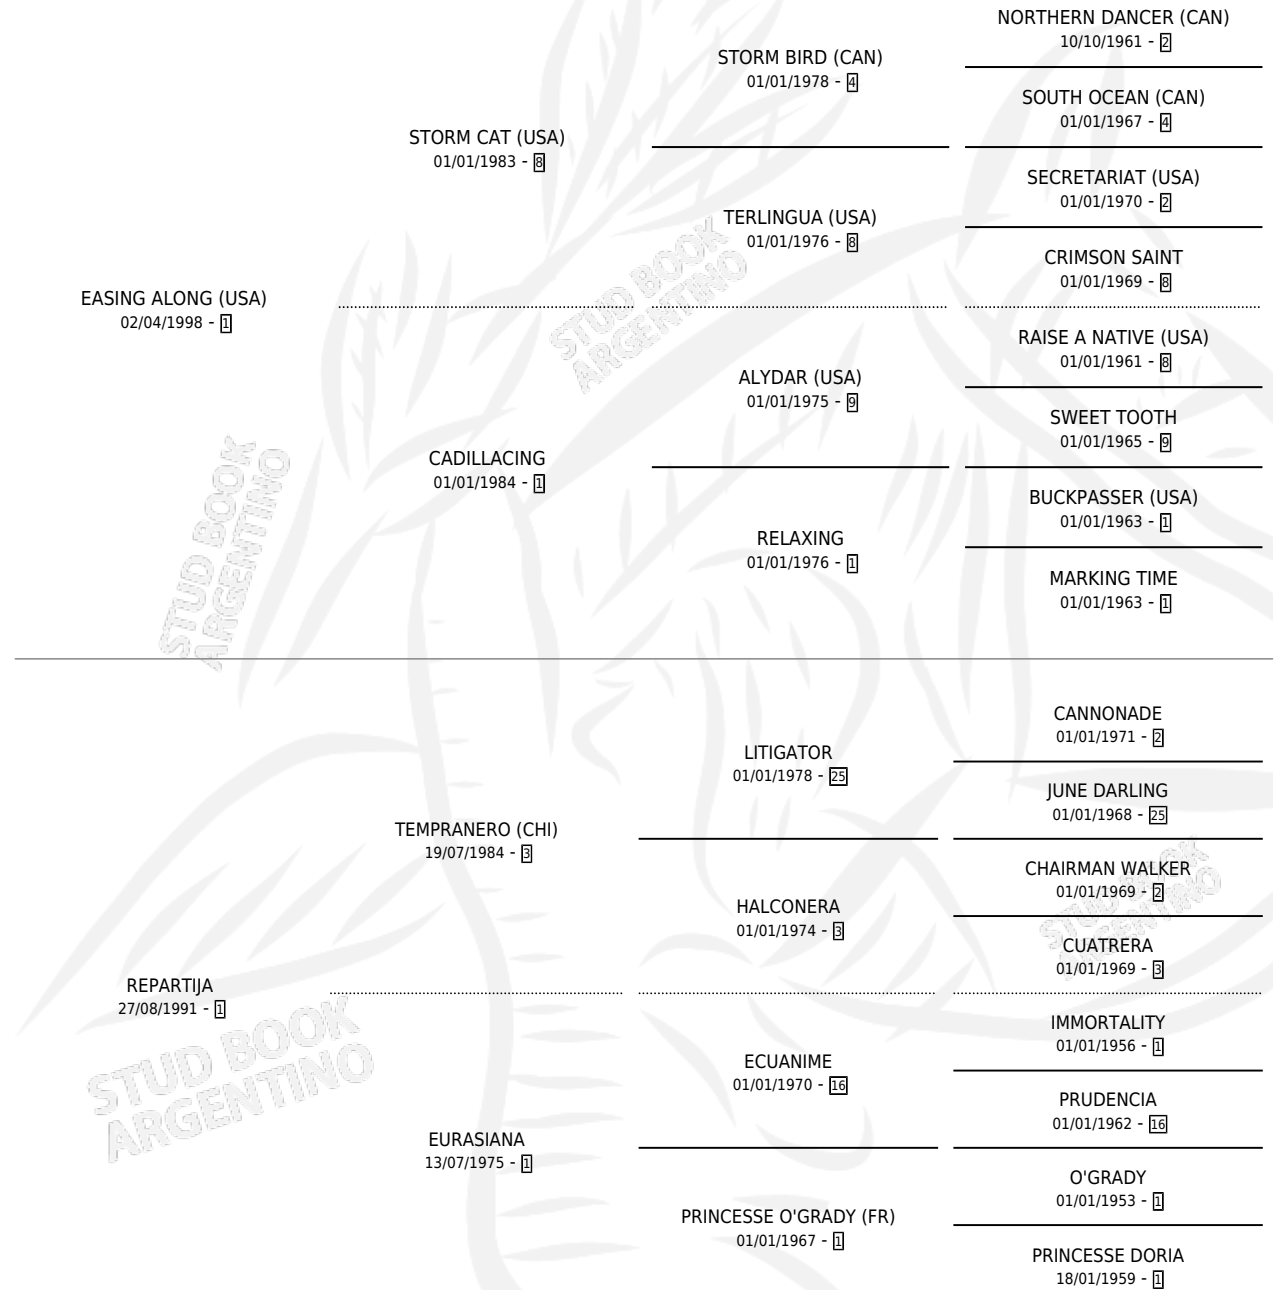 NORTHERN DANCER (CAN)
10/10/1961 - 2
STORM BIRD (CAN)
01/01/1978 - 4
SOUTH OCEAN (CAN)
01/01/1967 - 4
STORM CAT (USA)
01/01/1983 - 8
SECRETARIAT (USA)
01/01/1970 - 2
TERLINGUA (USA)
01/01/1976 - 8
CRIMSON SAINT
01/01/1969 - 8
EASING ALONG (USA)
02/04/1998 - 1
RAISE A NATIVE (USA)
01/01/1961 - 8
ALYDAR (USA)
01/01/1975 - 9
SWEET TOOTH
01/01/1965 - 9
CADILLACING
01/01/1984 - 1
BUCKPASSER (USA)
01/01/1963 - 1
RELAXING
01/01/1976 - 1
MARKING TIME
01/01/1963 - 1
CANNONADE
01/01/1971 - 2
LITIGATOR
01/01/1978 - 25
JUNE DARLING
01/01/1968 - 25
TEMPRANERO (CHI)
19/07/1984 - 3
CHAIRMAN WALKER
01/01/1969 - 2
HALCONERA
01/01/1974 - 3
CUATRERA
01/01/1969 - 3
REPARTIJA
27/08/1991 - 1
IMMORTALITY
01/01/1956 - 1
ECUANIME
01/01/1970 - 16
PRUDENCIA
01/01/1962 - 16
EURASIANA
13/07/1975 - 1
O'GRADY
01/01/1953 - 1
PRINCESSE O'GRADY (FR)
01/01/1967 - 1
PRINCESSE DORIA
18/01/1959 - 1
STUD BOOK
ARGENTINO
STUD BOOK
ARGENTINO
STUD BOOK
ARGENTINO
STUD BOOK
ARGENTINO